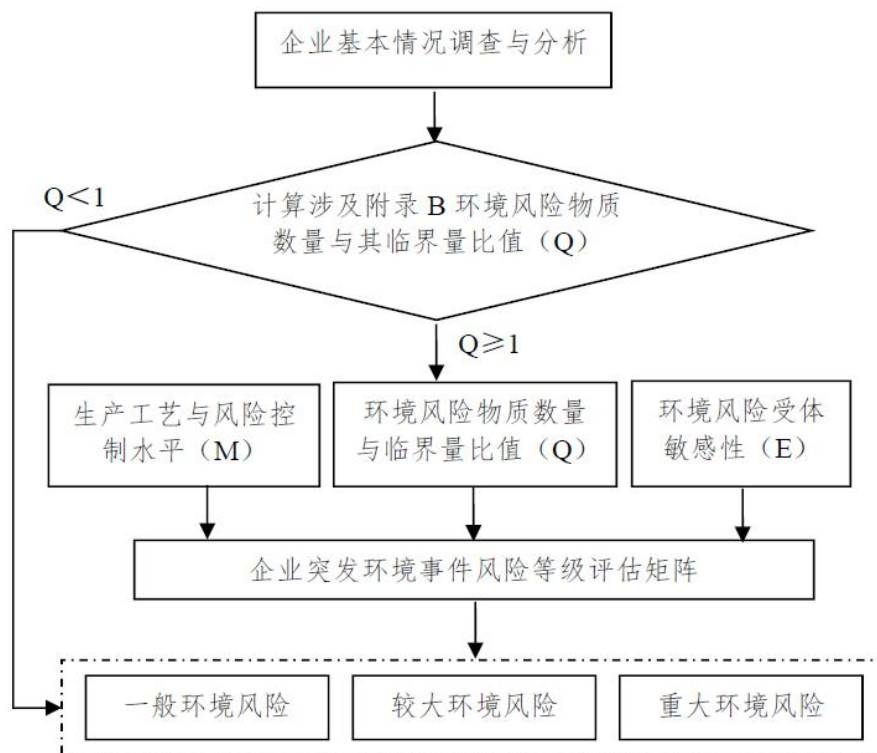 企业基本情况调查与分析
Q＜1
计算涉及附录 B 环境风险物质
数量与其临界量比值（Q）
Q≥1
生产工艺与风险控
制水平（M）
环境风险物质数量
与临界量比值（Q）
环境风险受体
敏感性（E）
企业突发环境事件风险等级评估矩阵
一般环境风险
较大环境风险
重大环境风险